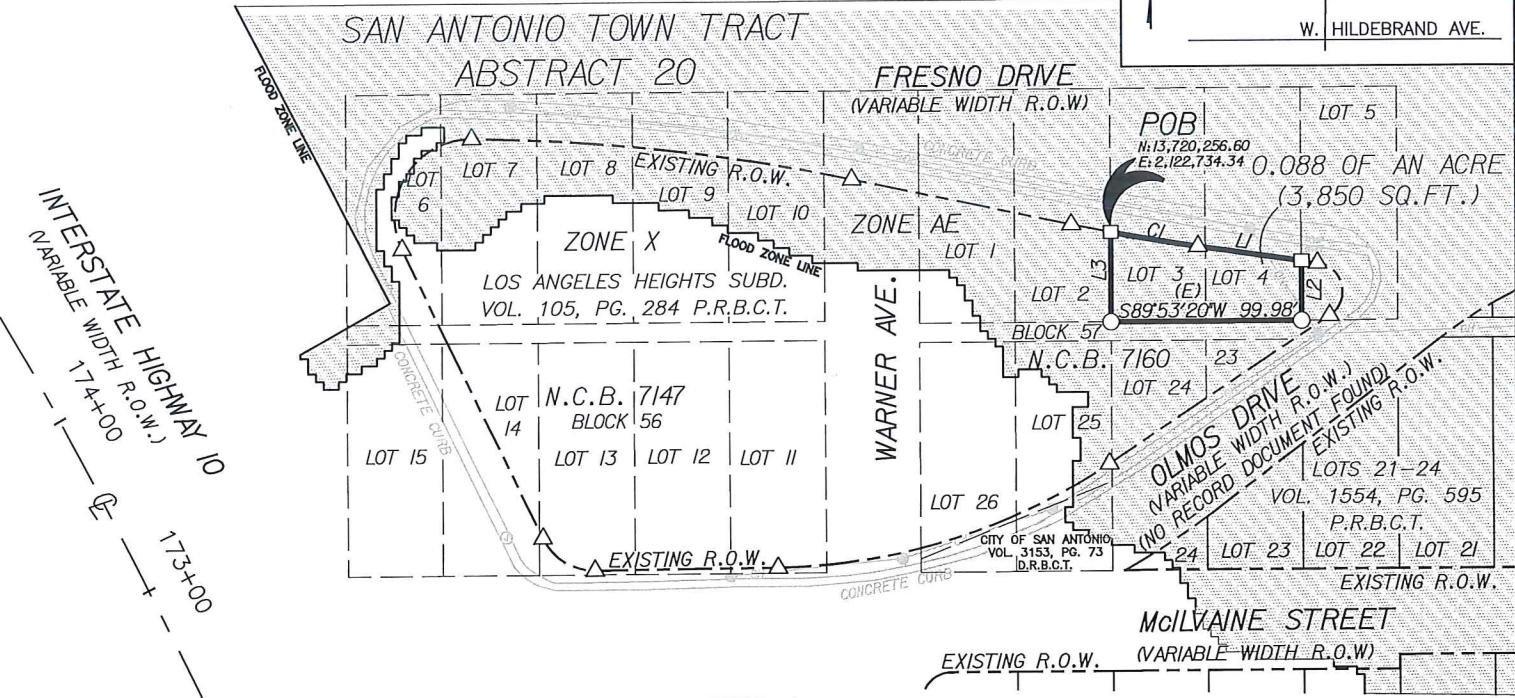 W. HILDEBRAND AVE.
SAN ANTONIO TOWN TRACT
ABSTRACT 20
FRESNO DRIVE
(VARIABLE WIDTH R.O.W)
FLOOD ZONE LINE
CONCRETE CURB
POB
N:13,720,256.60
E:2,122,734.34
LOT 5
0.088 OF AN ACRE
(3,850 SQ.FT.)
LOT 6
LOT 7
LOT 8
EXISTING R.O.W.
LOT 9
LOT 10
ZONE AE
LOT 1
ZONE X
FLOOD ZONE LINE
LOS ANGELES HEIGHTS SUBD.
VOL. 105, PG. 284 P.R.B.C.T.
C1
L1
L3
LOT 3
(E)
LOT 4
L2
LOT 2
S89°53'20"W 99.98'
BLOCK 57
N.C.B. 7160
23
LOT 24
WARNER AVE.
INTERSTATE HIGHWAY 10
(VARIABLE WIDTH R.O.W.)
174+00
173+00
CONCRETE CURB
LOT 14
N.C.B. 7147
BLOCK 56
LOT 15
LOT 13
LOT 12
LOT 11
LOT 25
LOT 26
OLMOS DRIVE
(VARIABLE WIDTH R.O.W.)
(NO RECORD DOCUMENT FOUND)
EXISTING R.O.W.
LOTS 21-24
VOL. 1554, PG. 595
P.R.B.C.T.
24
LOT 23
LOT 22
LOT 21
CITY OF SAN ANTONIO
VOL. 3153, PG. 73
D.R.B.C.T.
EXISTING R.O.W.
CONCRETE CURB
EXISTING R.O.W.
McILVAINE STREET
(VARIABLE WIDTH R.O.W)
EXISTING R.O.W.